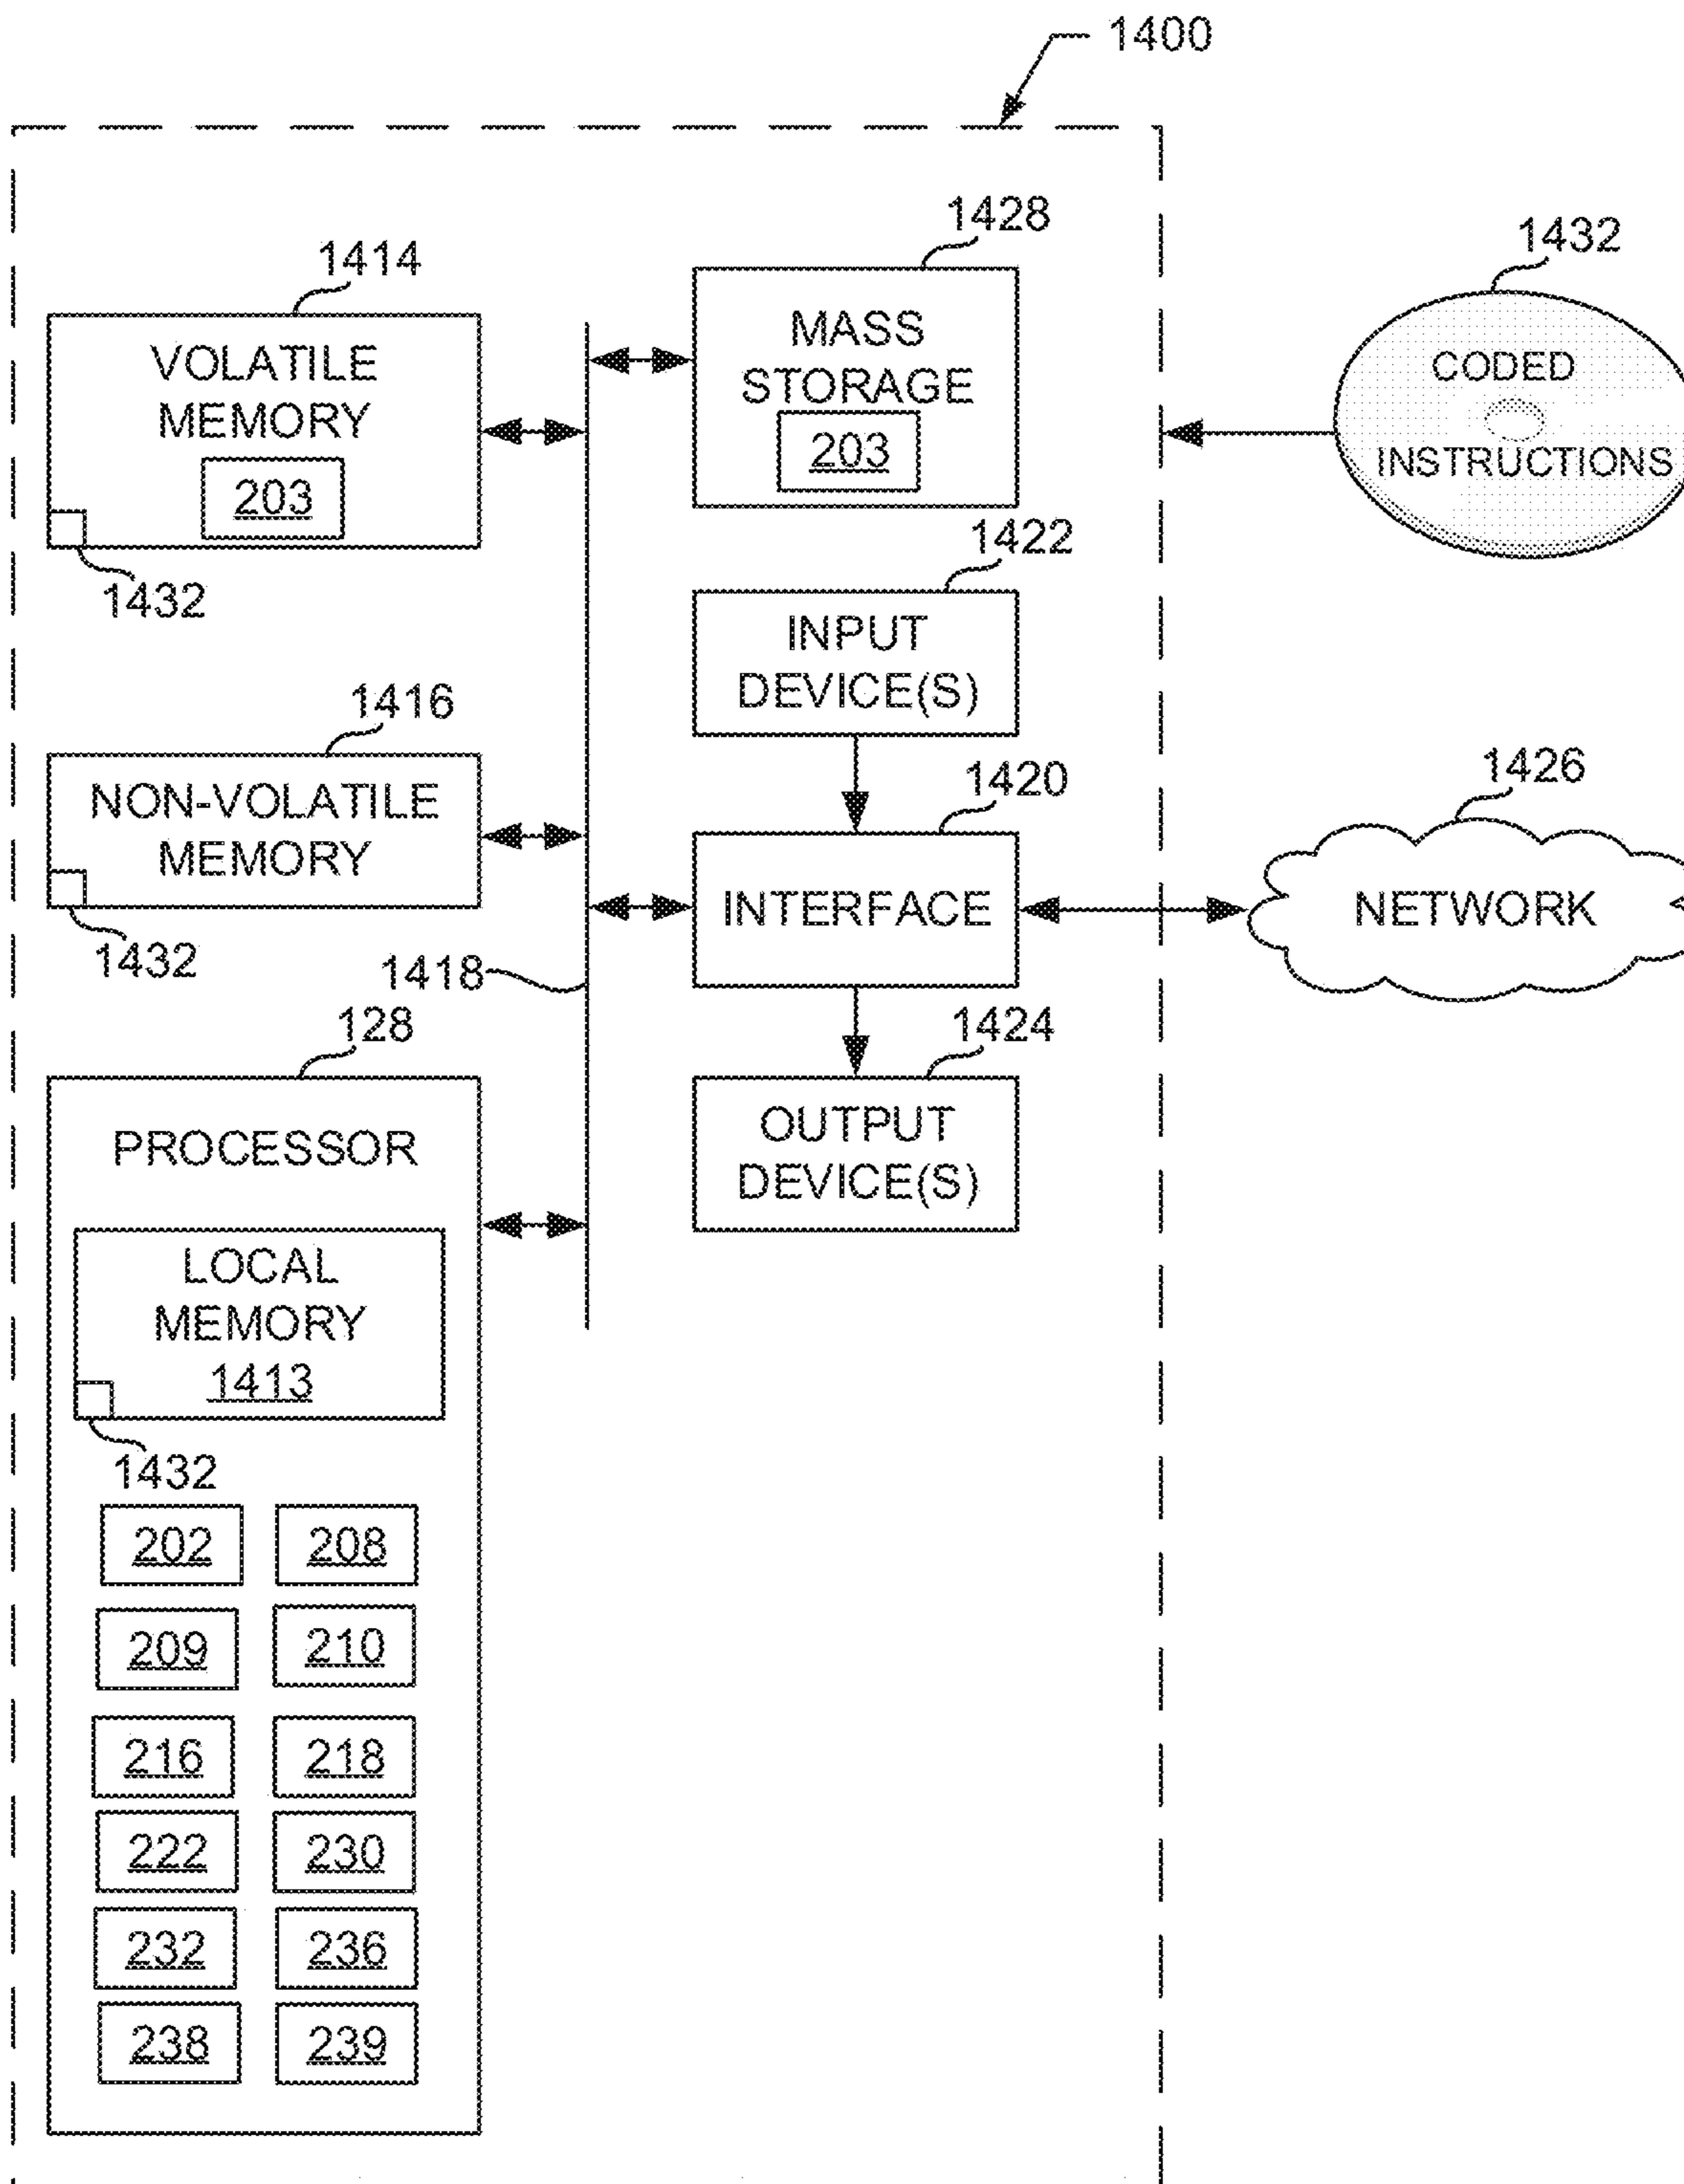 1400
1428
1414
1432
VOLATILE
MEMORY
203
1432
MASS
STORAGE
203
CODED
INSTRUCTIONS
1422
INPUT
DEVICE(S)
1416
NON-VOLATILE
MEMORY
1432
1420
INTERFACE
1426
NETWORK
1418
128
PROCESSOR
1424
OUTPUT
DEVICE(S)
LOCAL
MEMORY
1413
1432
202 208
209 210
216 218
222 230
232 236
238 239